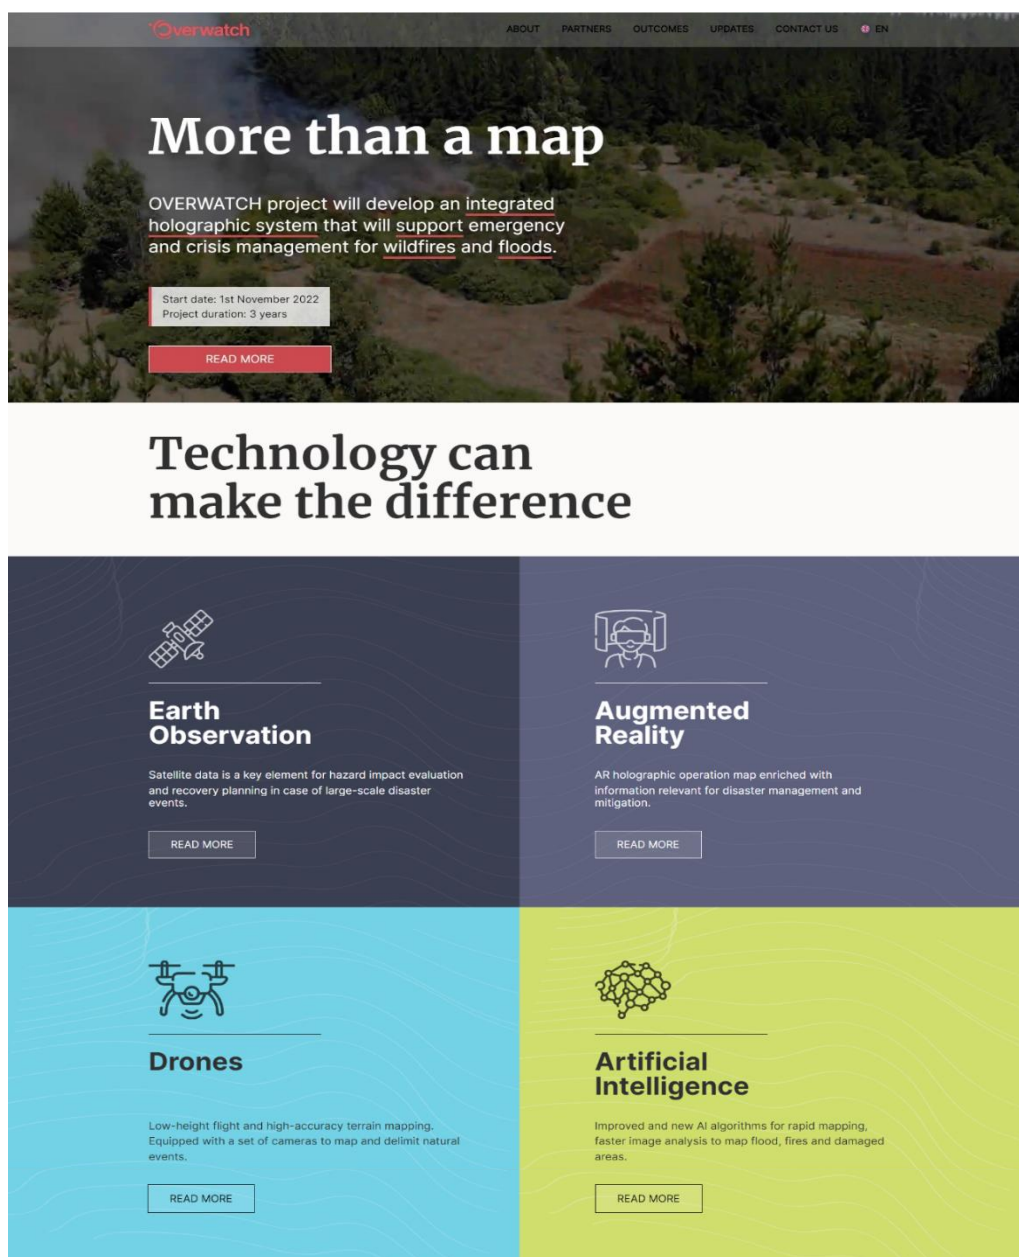 Overwatch
ABOUT PARTNERS OUTCOMES UPDATES CONTACT US EN
More than a map
OVERWATCH project will develop an integrated
holographic system that will support emergency
and crisis management for wildfires and floods.
Start date: 1st November 2022
Project duration: 3 years
READ MORE
Technology can
make the difference
Earth
Observation
Satellite data is a key element for hazard impact evaluation
and recovery planning in case of large-scale disaster
events.
READ MORE
Augmented
Reality
AR holographic operation map enriched with
information relevant for disaster management and
mitigation.
READ MORE
Drones
Low-height flight and high-accuracy terrain mapping.
Equipped with a set of cameras to map and delimit natural
events.
READ MORE
Artificial
Intelligence
Improved and new AI algorithms for rapid mapping,
faster image analysis to map flood, fires and damaged
areas.
READ MORE